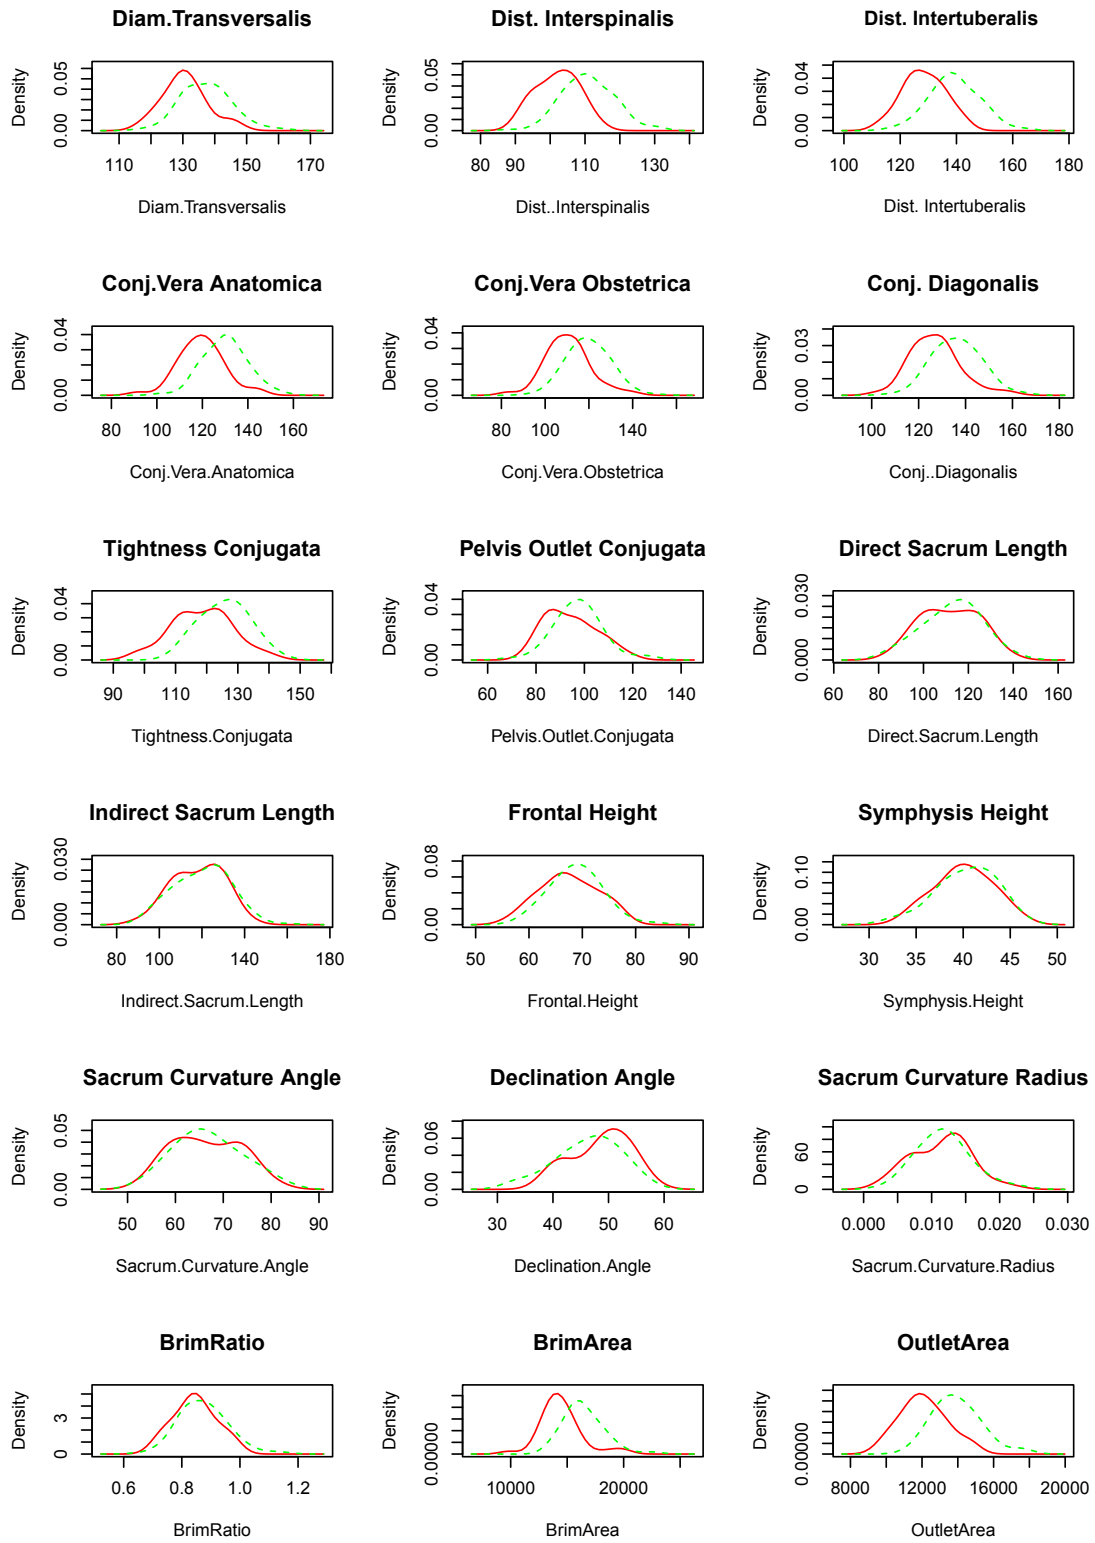 Diam.Transversalis Dist. Interspinalis Dist. Intertuberalis
Density 0.00 0.05 Density 0.00 0.05 Density 0.00 0.04
110 130 150 170 80 90 110 130 100 120 140 160 180
Diam.Transversalis Dist..Interspinalis Dist. Intertuberalis
Conj.Vera Anatomica Conj.Vera Obstetrica Conj. Diagonalis
Density 0.00 0.04 Density 0.00 0.04 Density 0.00 0.03
80 100 120 140 160 80 100 140 100 120 140 160 180
Conj.Vera.Anatomica Conj.Vera.Obstetrica Conj..Diagonalis
Tightness Conjugata Pelvis Outlet Conjugata Direct Sacrum Length
Density 0.00 0.04 Density 0.00 0.04 Density 0.000 0.030
90 110 130 150 60 80 100 120 140 60 80 100 120 140 160
Tightness.Conjugata Pelvis.Outlet.Conjugata Direct.Sacrum.Length
Indirect Sacrum Length Frontal Height Symphysis Height
Density 0.000 0.030 Density 0.00 0.08 Density 0.00 0.10
80 100 140 180 50 60 70 80 90 30 35 40 45 50
Indirect.Sacrum.Length Frontal.Height Symphysis.Height
Sacrum Curvature Angle Declination Angle Sacrum Curvature Radius
Density 0.00 0.05 Density 0.00 0.06 Density 0 60
50 60 70 80 90 30 40 50 60 0.000 0.010 0.020 0.030
Sacrum.Curvature.Angle Declination.Angle Sacrum.Curvature.Radius
BrimRatio BrimArea OutletArea
Density 0 3 Density 0.00000 Density 0.00000
0.6 0.8 1.0 1.2 10000 20000 8000 12000 16000 20000
BrimRatio BrimArea OutletArea